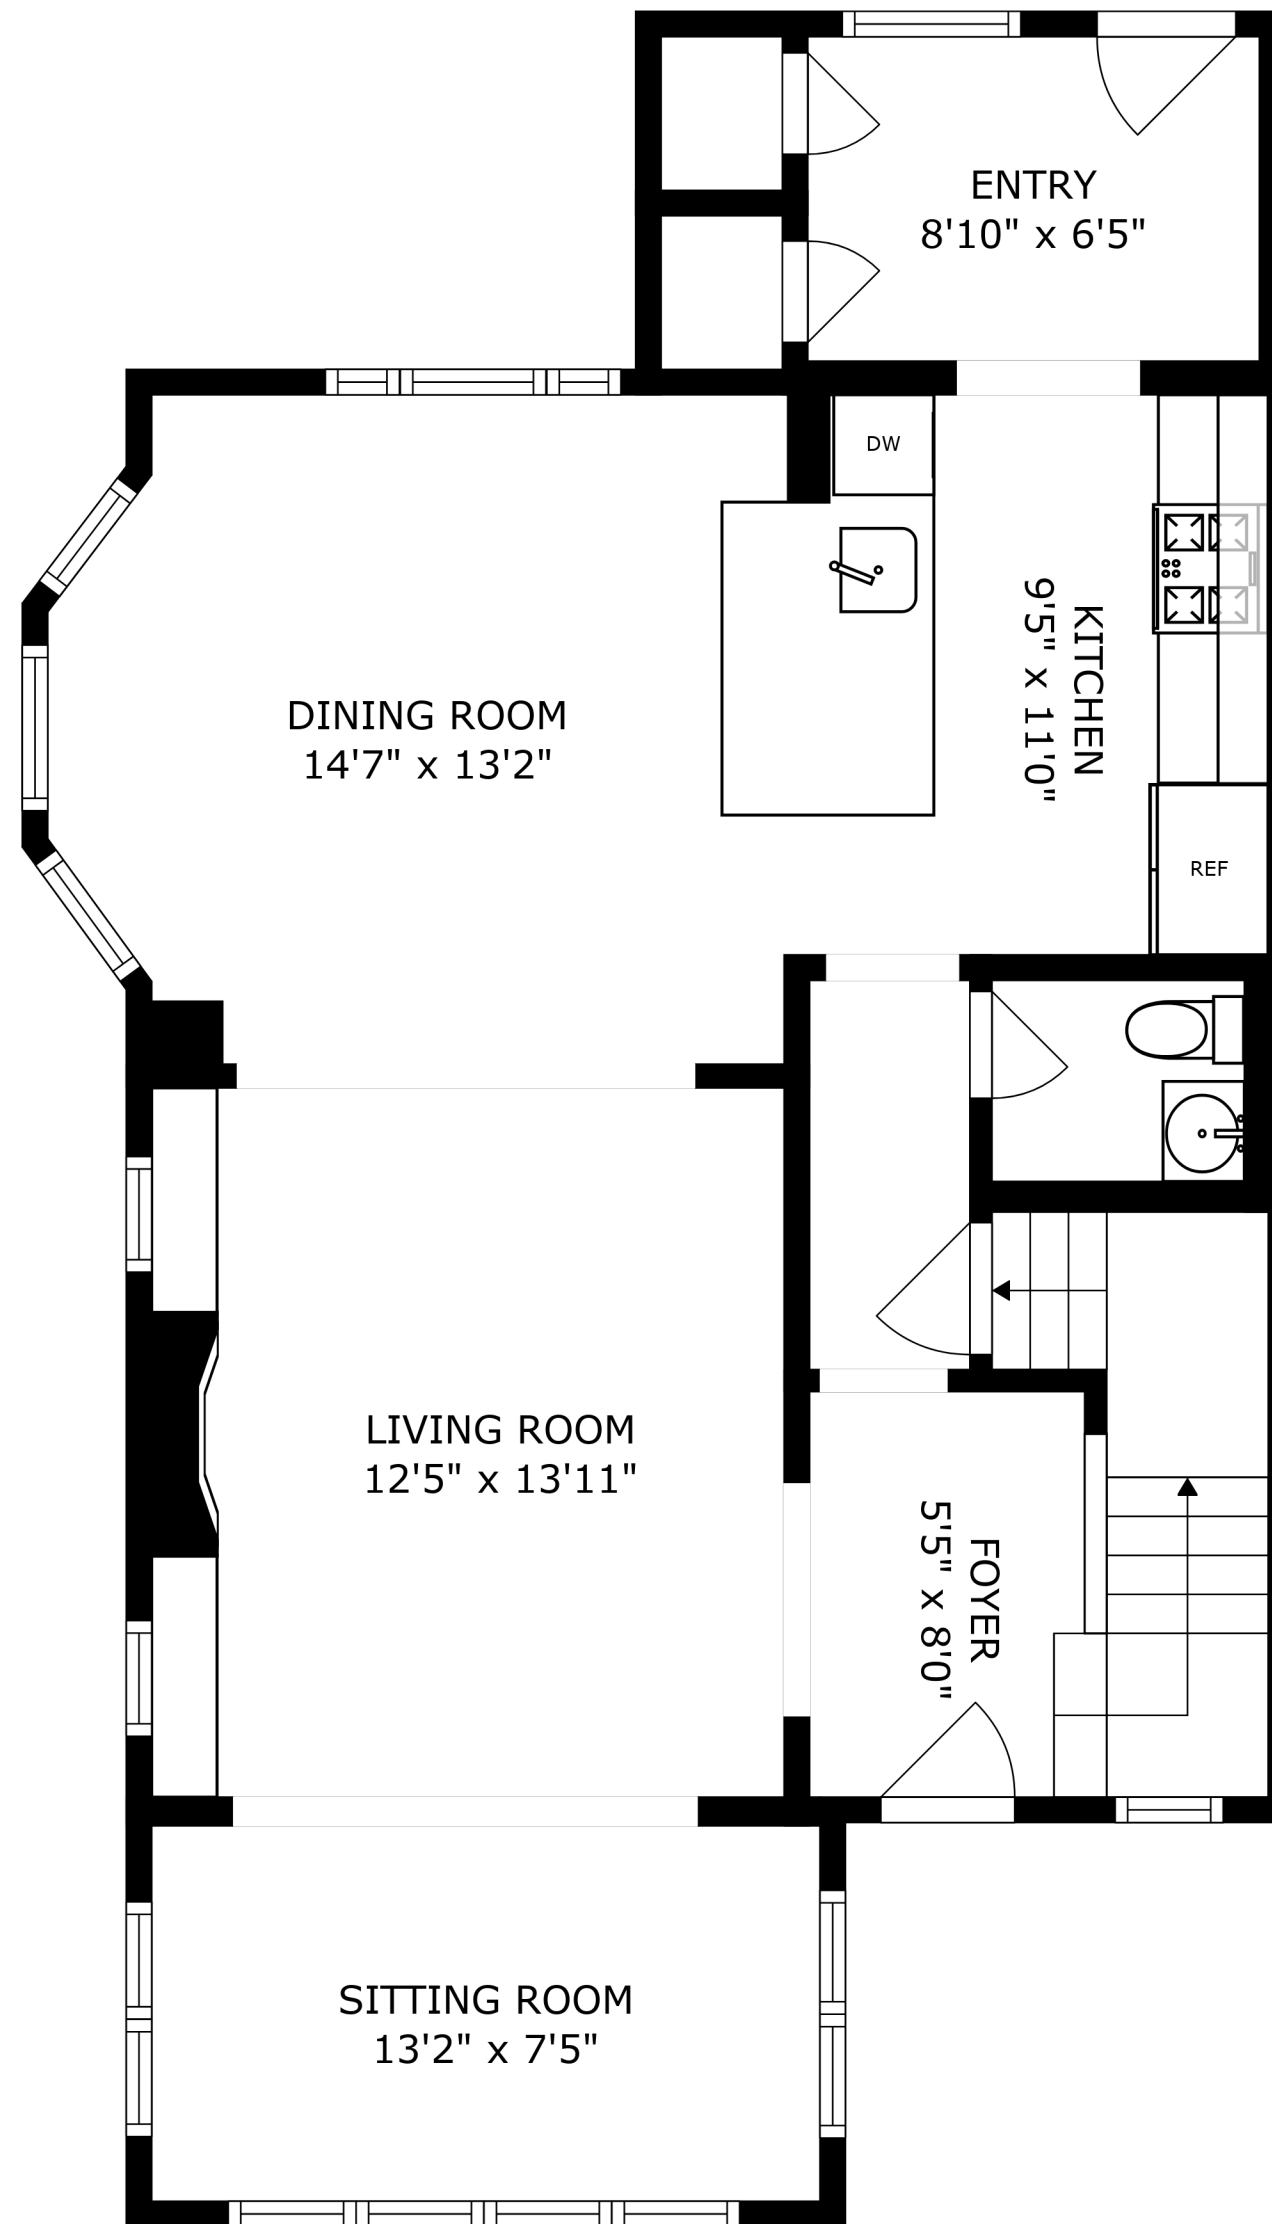 ENTRY
8'10" x 6'5"
DW
KITCHEN
9'5" x 11'0"
DINING ROOM
14'7" x 13'2"
REF
LIVING ROOM
12'5" x 13'11"
FOYER
5'5" x 8'0"
SITTING ROOM
13'2" x 7'5"